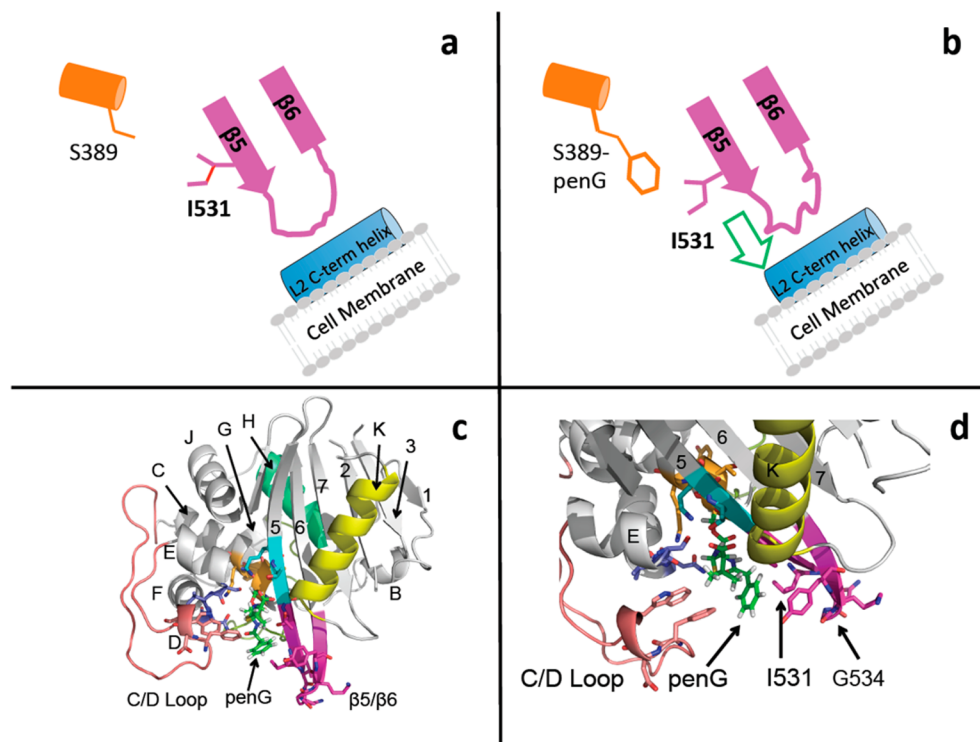 a
S389
β5
β6
I531
L2 C-term helix
Cell Membrane
b
S389-
penG
β5
β6
I531
L2 C-term helix
Cell Membrane
c
H
G
J
K
3
C
7
2
1
5
6
E
F
B
D
C/D Loop
penG
β5/β6
d
6
5
K
7
E
C/D Loop
penG
I531
G534